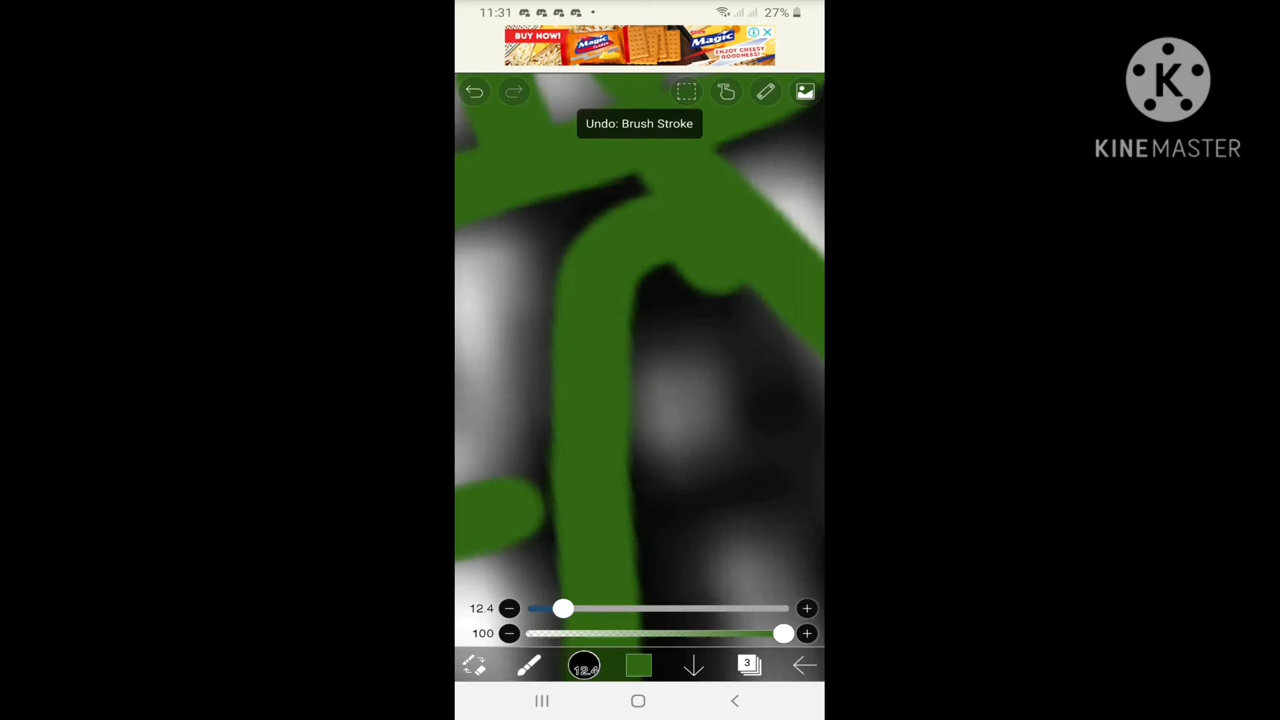 11:31
27%
BUY NOW!
Magic
FLAKES
Magic
ENJOY CHEESY
GOODNESS!
K
KINEMASTER
Undo: Brush Stroke
12.4
100
12.4
3